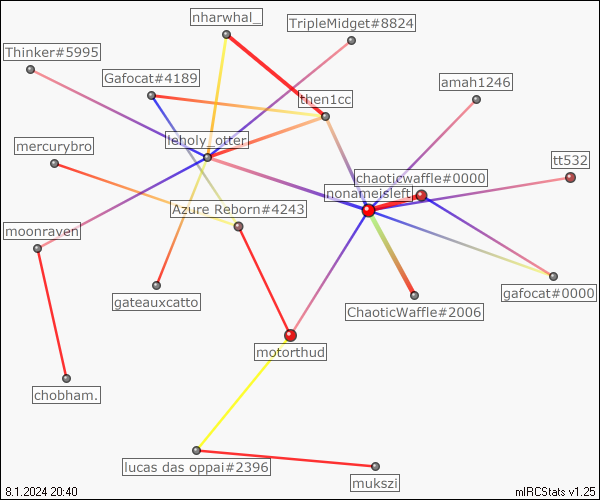 nharwhal_
TripleMidget#8824
Thinker#5995
Gafocat#4189
amah1246
then1cc
leholy_otter
mercurybro
tt532
chaoticwaffle#0000
nonameisleft
Azure Reborn#4243
moonraven
gafocat#0000
gateauxcatto
ChaoticWaffle#2006
motorthud
chobham.
lucas das oppai#2396
mukszi
8.1.2024 20:40
mIRCStats v1.25